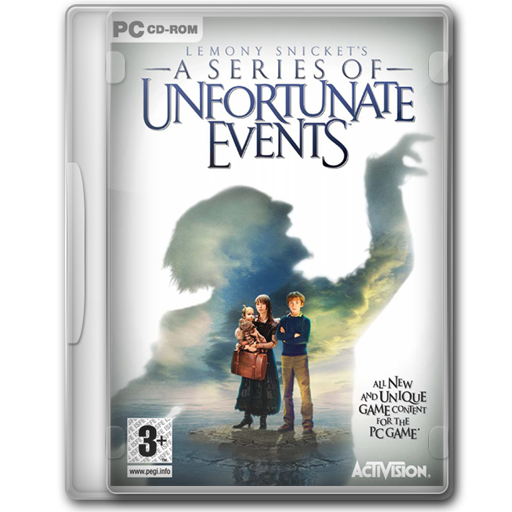 PC CD-ROM
LEMONY SNICKET'S
A SERIES OF
UNFORTUNATE
EVENTS™
ALL NEW
AND UNIQUE
GAME CONTENT
FOR THE
PC GAME
3+
www.pegi.info
ACTIVISION